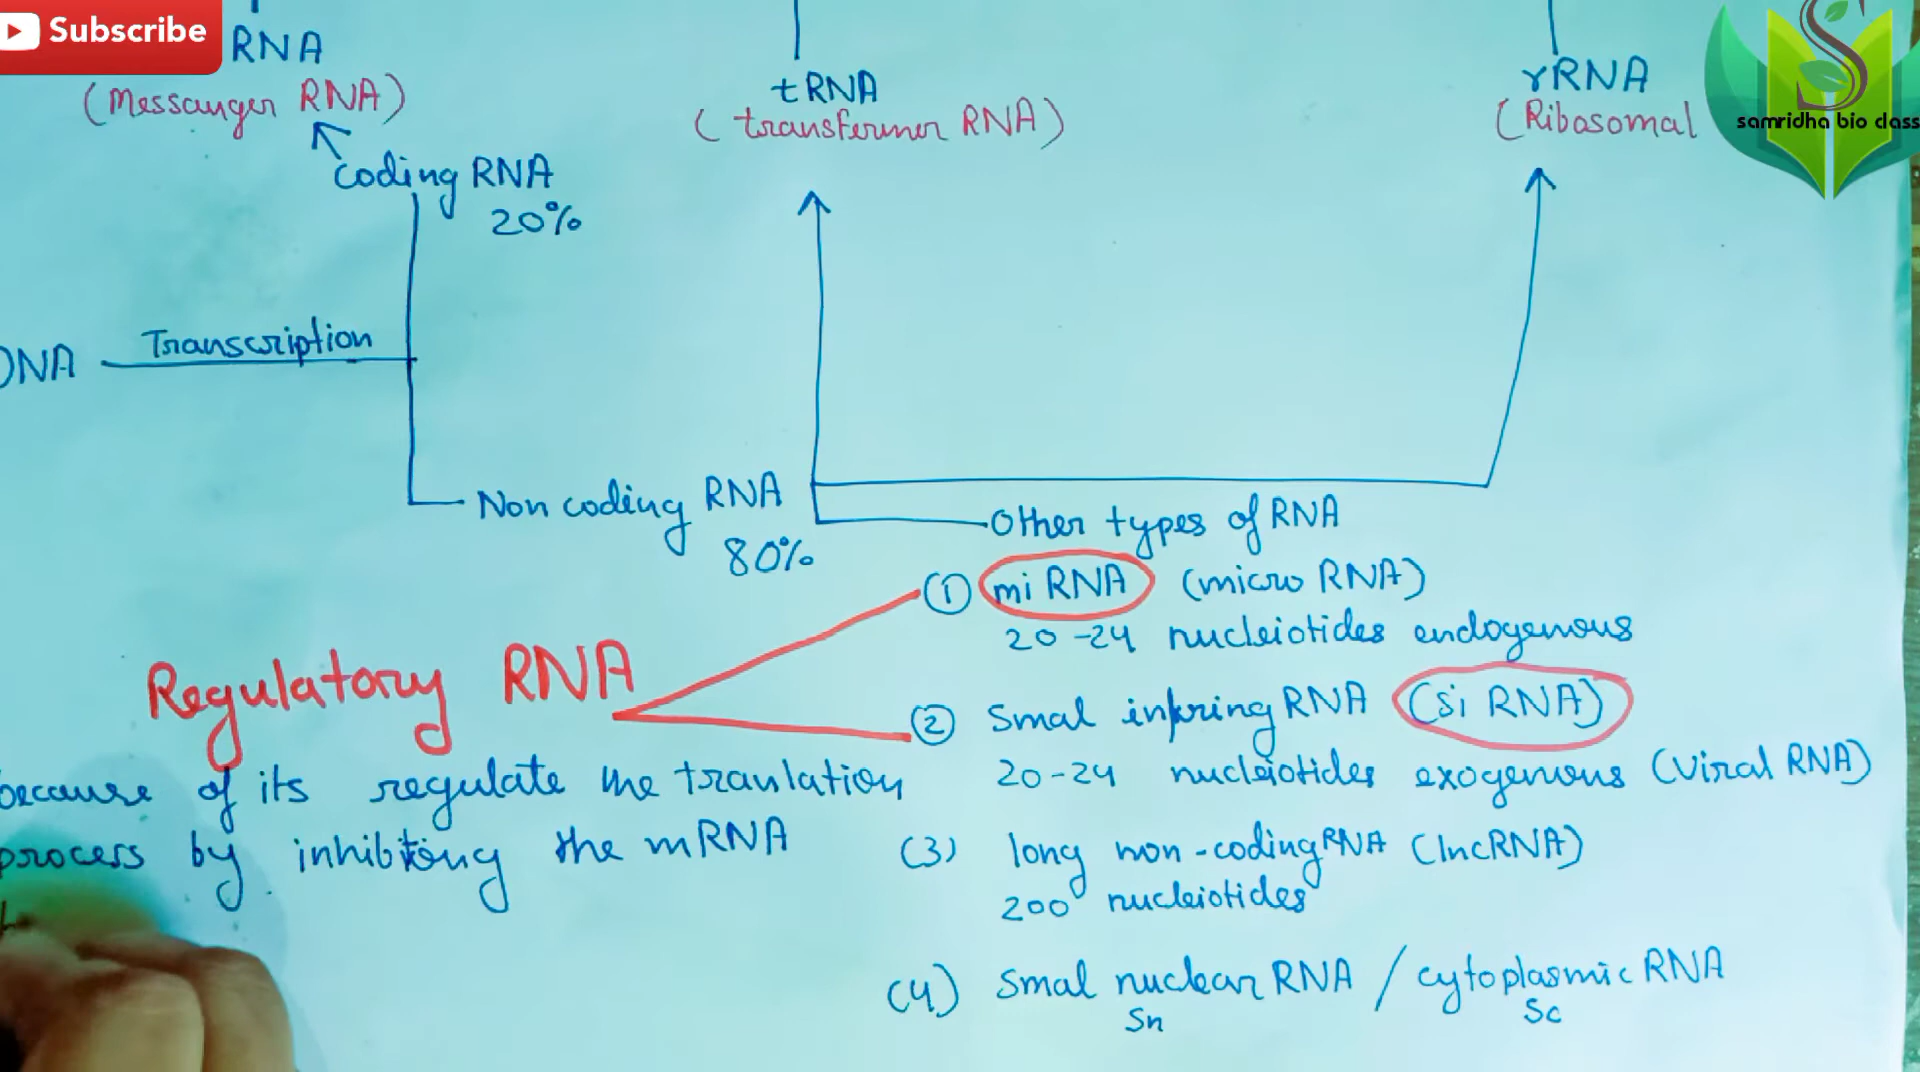 Subscribe
RNA
(Messanger RNA)
tRNA
(transfermer RNA)
rRNA
(Ribosomal
samridha bio class
Coding RNA
20%
DNA
Transcription
Non coding RNA
80%
Other types of RNA
(1) mi RNA (micro RNA)
20-24 nucleiotides endogenous
Regulatory RNA
(2) Smal RNA (Si RNA)
20-24 nucleiotides exogenous (Viral RNA)
because of its regulate the tranlation
process by inhibiting the mRNA
(3) long non-coding RNA (lncRNA)
200 nucleiotides
(4) Smal nuclear RNA / cytoplasmic RNA
Sn
Sc